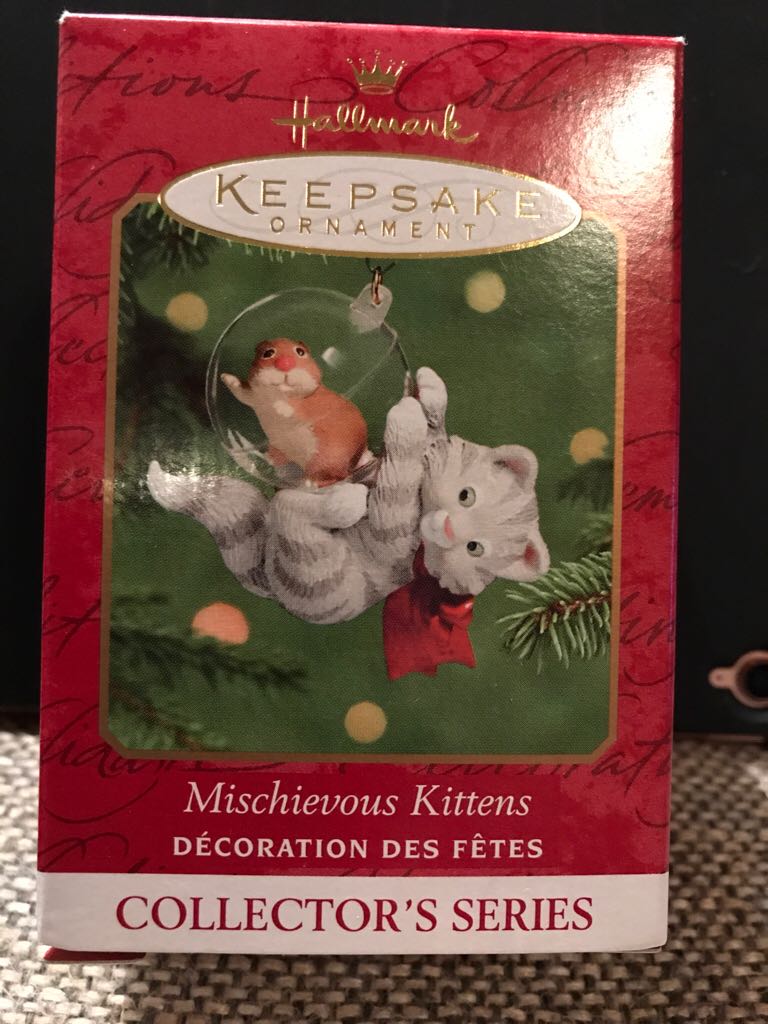 Hallmark
KEEPSAKE
ORNAMENT
Mischievous Kittens
DÉCORATION DES FÊTES
COLLECTOR'S SERIES